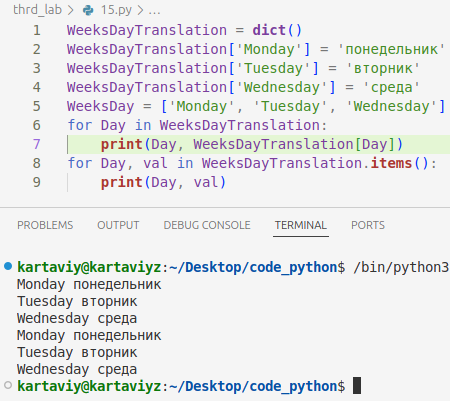 thrd_lab > 15.py > ...
1 WeeksDayTranslation = dict()
2 WeeksDayTranslation['Monday'] = 'понедельник'
3 WeeksDayTranslation['Tuesday'] = 'вторник'
4 WeeksDayTranslation['Wednesday'] = 'среда'
5 WeeksDay = ['Monday', 'Tuesday', 'Wednesday']
6 for Day in WeeksDayTranslation:
7 print(Day, WeeksDayTranslation[Day])
8 for Day, val in WeeksDayTranslation.items():
9 print(Day, val)
PROBLEMS OUTPUT DEBUG CONSOLE TERMINAL PORTS
kartaviy@kartaviyz:~/Desktop/code_python$ /bin/python3
Monday понедельник
Tuesday вторник
Wednesday среда
Monday понедельник
Tuesday вторник
Wednesday среда
kartaviy@kartaviyz:~/Desktop/code_python$